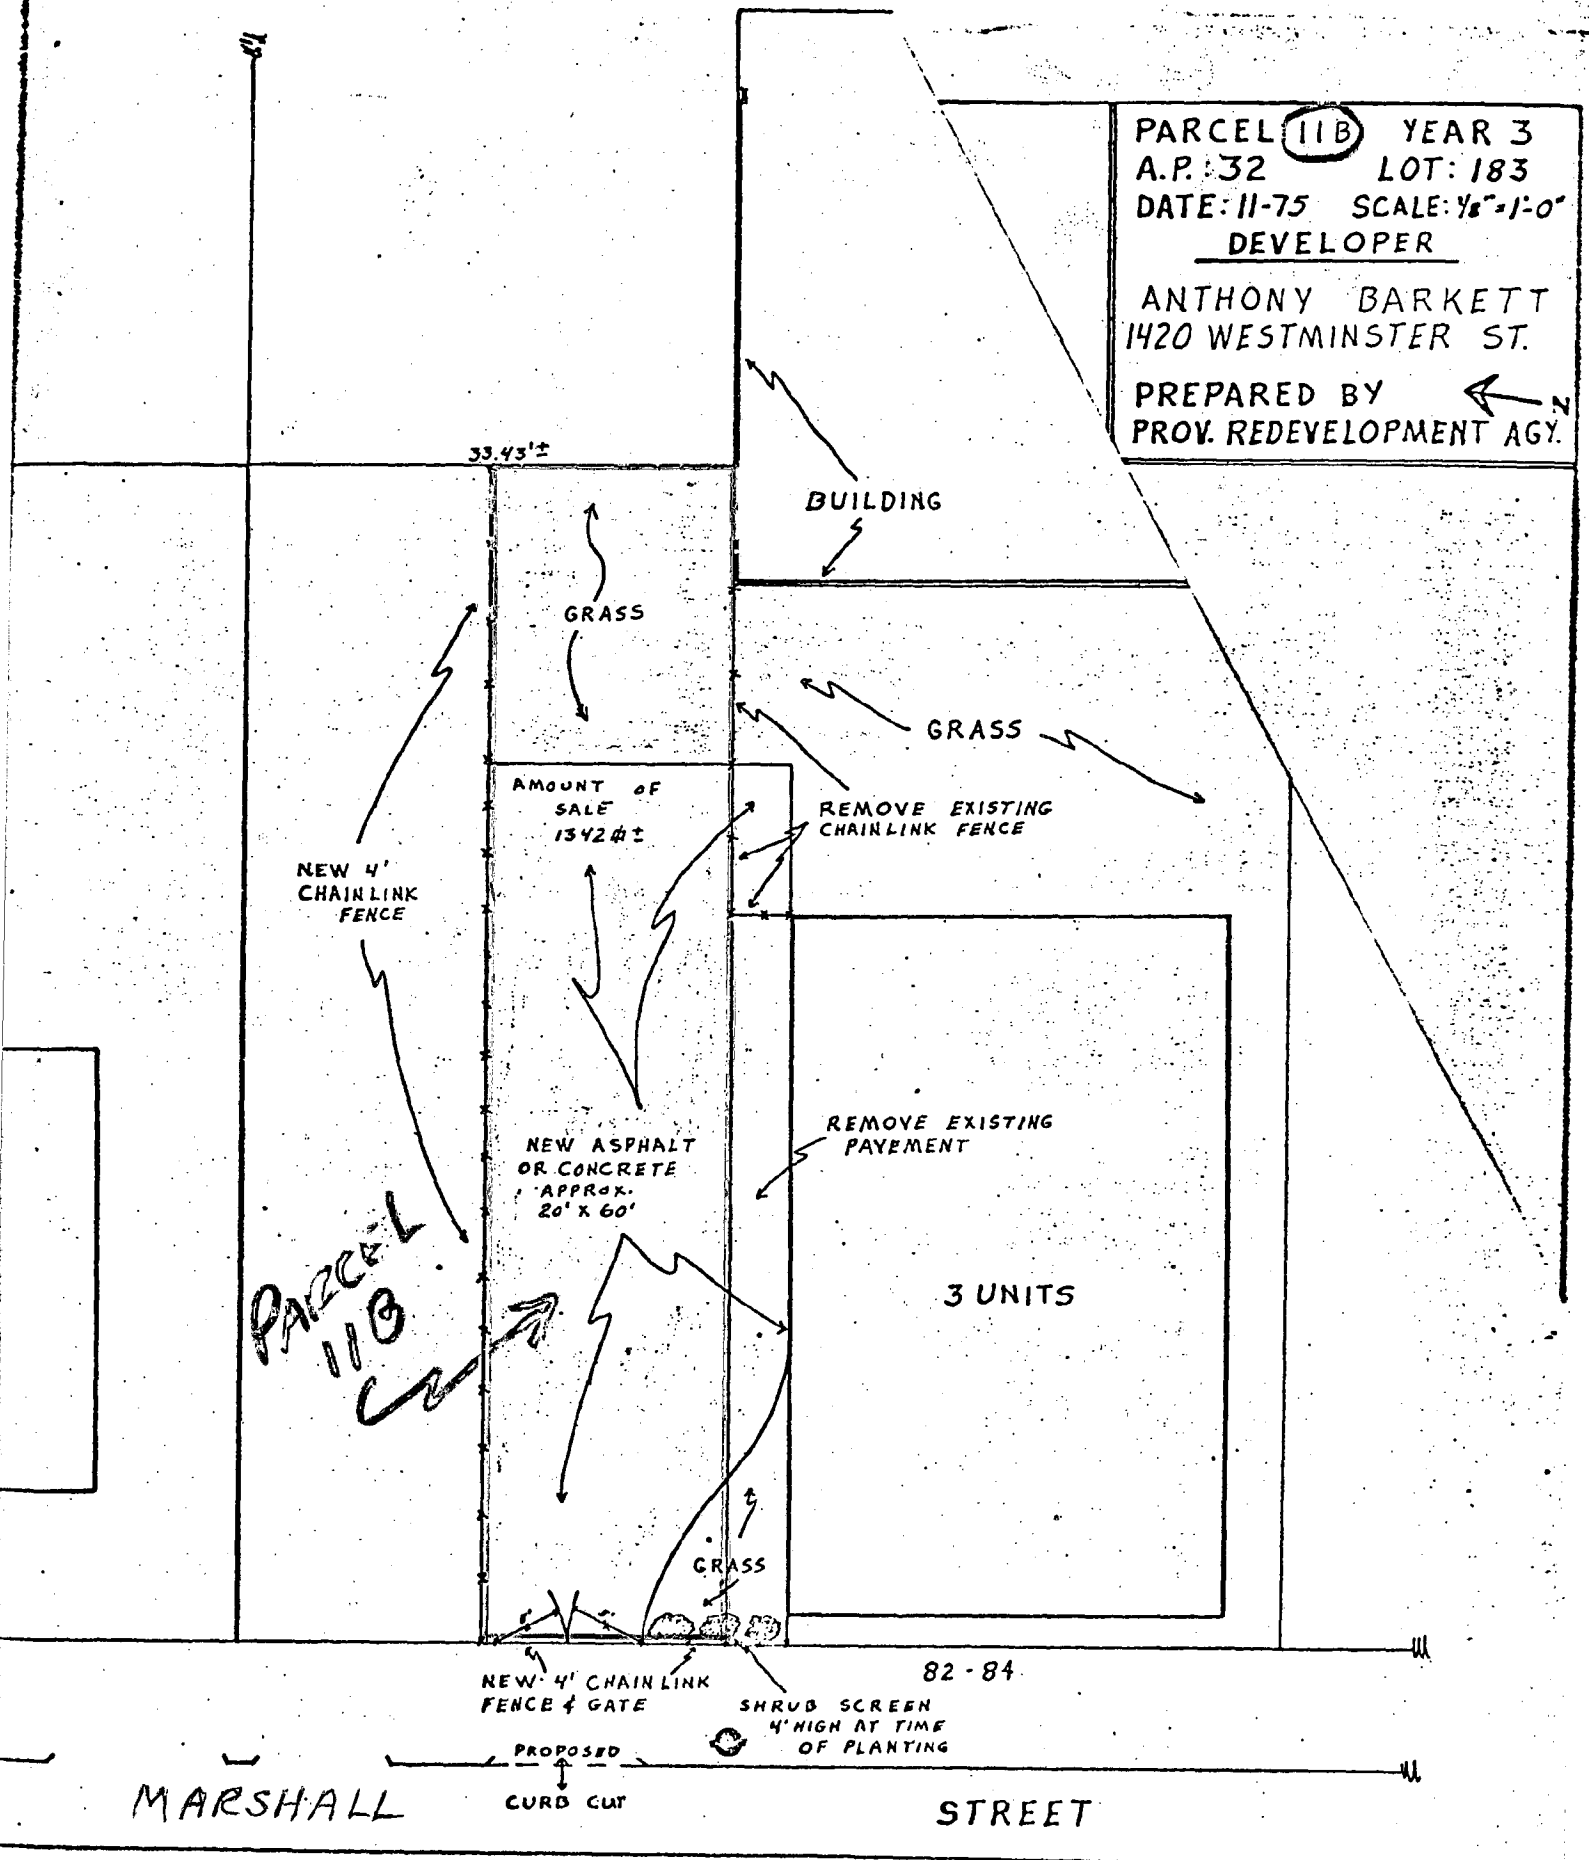 PARCEL 11B YEAR 3
A.P.: 32 LOT: 183
DATE: 11-75 SCALE: 1/8"=1'-0"
DEVELOPER
ANTHONY BARKETT
1420 WESTMINSTER ST.
PREPARED BY
N
PROV. REDEVELOPMENT AGY.
33.43'±
BUILDING
GRASS
GRASS
AMOUNT OF
SALE
1342 ⌀±
REMOVE EXISTING
CHAINLINK FENCE
NEW 4'
CHAINLINK
FENCE
REMOVE EXISTING
PAVEMENT
NEW ASPHALT
OR CONCRETE
APPROX.
20' X 60'
PARCEL
11B
3 UNITS
GRASS
NEW 4' CHAINLINK
FENCE & GATE
82-84
SHRUB SCREEN
4' HIGH AT TIME
OF PLANTING
PROPOSED
CURB CUT
MARSHALL STREET